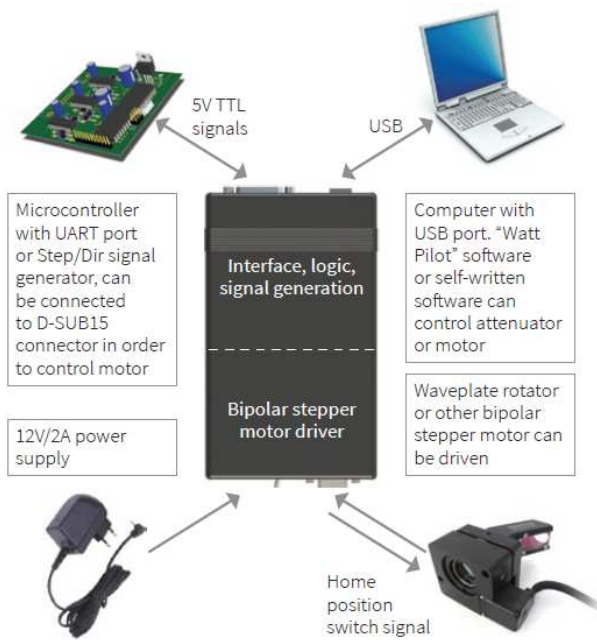 5V TTL
signals
USB
Microcontroller
with UART port
or Step/Dir signal
generator, can
be connected
to D-SUB15
connector in order
to control motor
Interface, logic,
signal generation
Computer with
USB port. “Watt
Pilot” software
or self-written
software can
control attenuator
or motor
12V/2A power
supply
Bipolar stepper
motor driver
Waveplate rotator
or other bipolar
stepper motor can
be driven
Home
position
switch signal